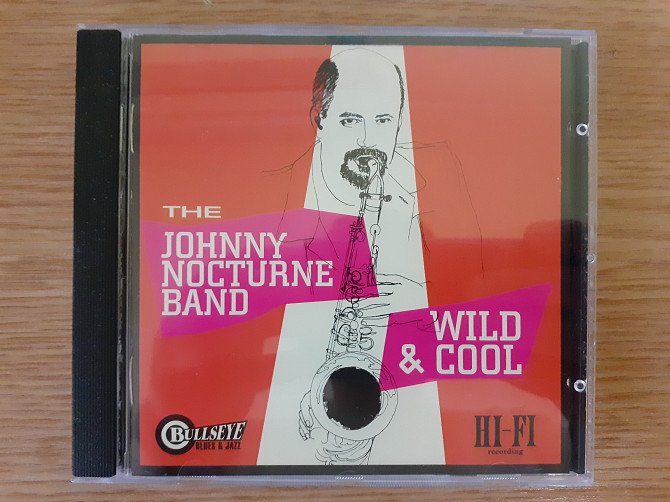 THE
JOHNNY
NOCTURNE
BAND
WILD
& COOL
BULLSEYE
BLUES & JAZZ
HI-FI
recording